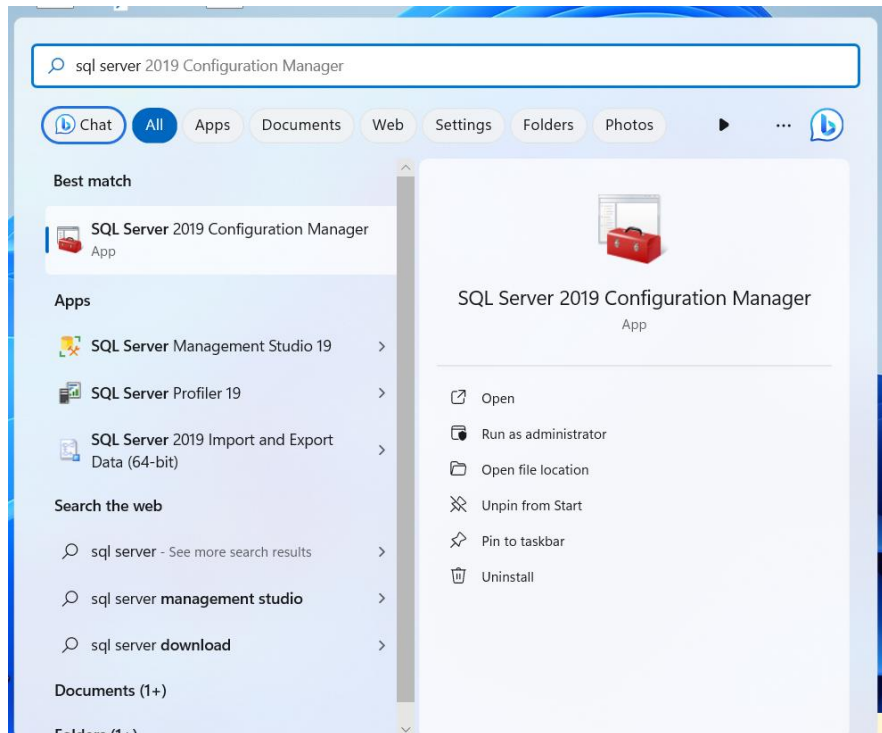 sql server 2019 Configuration Manager
Chat
All
Apps
Documents
Web
Settings
Folders
Photos
Best match
SQL Server 2019 Configuration Manager
App
Apps
SQL Server Management Studio 19
SQL Server Profiler 19
SQL Server 2019 Import and Export
Data (64-bit)
Search the web
sql server - See more search results
sql server management studio
sql server download
Documents (1+)
Folders (1+)
SQL Server 2019 Configuration Manager
App
Open
Run as administrator
Open file location
Unpin from Start
Pin to taskbar
Uninstall